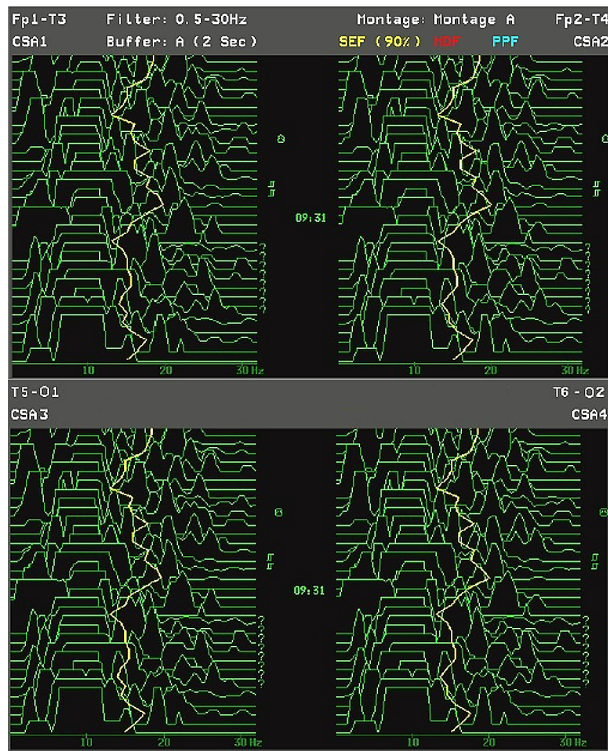 Fp1-T3 Filter: 0.5-30Hz Montage: Montage A Fp2-T4
CSA1 Buffer: A (2 Sec) SEF (90%) MDF PPF CSA2
09:31
10 20 30 Hz 10 20 30 Hz
T5-O1 T6-O2
CSA3 CSA4
09:31
10 20 30 Hz 10 20 30 Hz